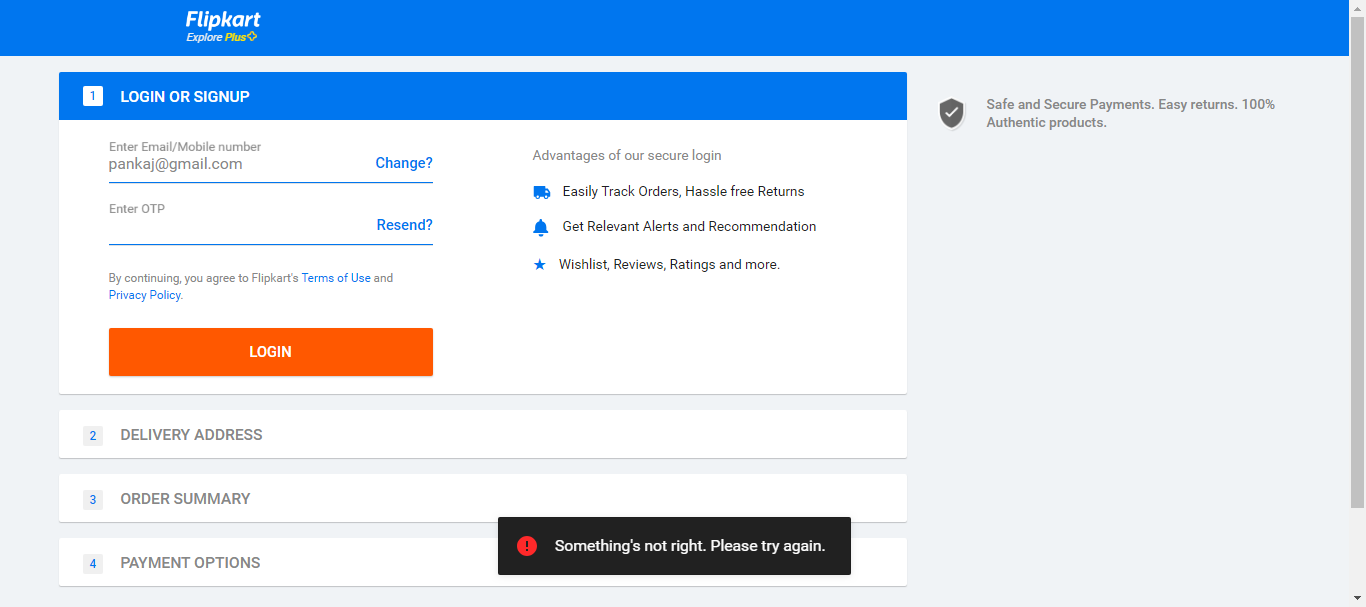 Flipkart
Explore Plus
1 LOGIN OR SIGNUP
Enter Email/Mobile number
pankaj@gmail.com Change?
Enter OTP
Resend?
By continuing, you agree to Flipkart's Terms of Use and
Privacy Policy.
LOGIN
Advantages of our secure login
Easily Track Orders, Hassle free Returns
Get Relevant Alerts and Recommendation
Wishlist, Reviews, Ratings and more.
Safe and Secure Payments. Easy returns. 100%
Authentic products.
2 DELIVERY ADDRESS
3 ORDER SUMMARY
4 PAYMENT OPTIONS
Something's not right. Please try again.